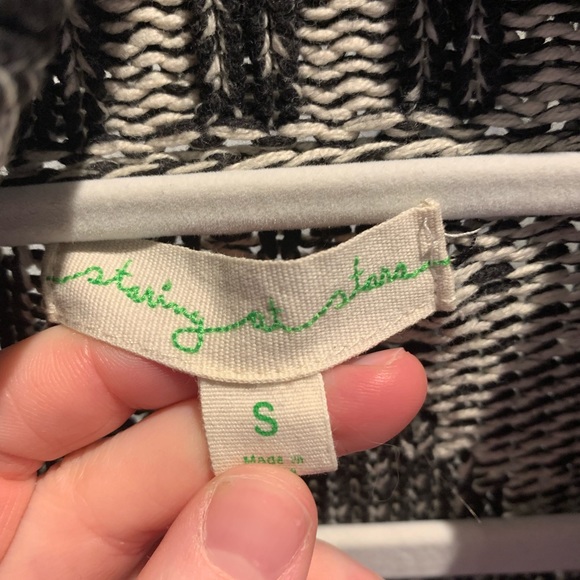 staring at stars
S
Made in